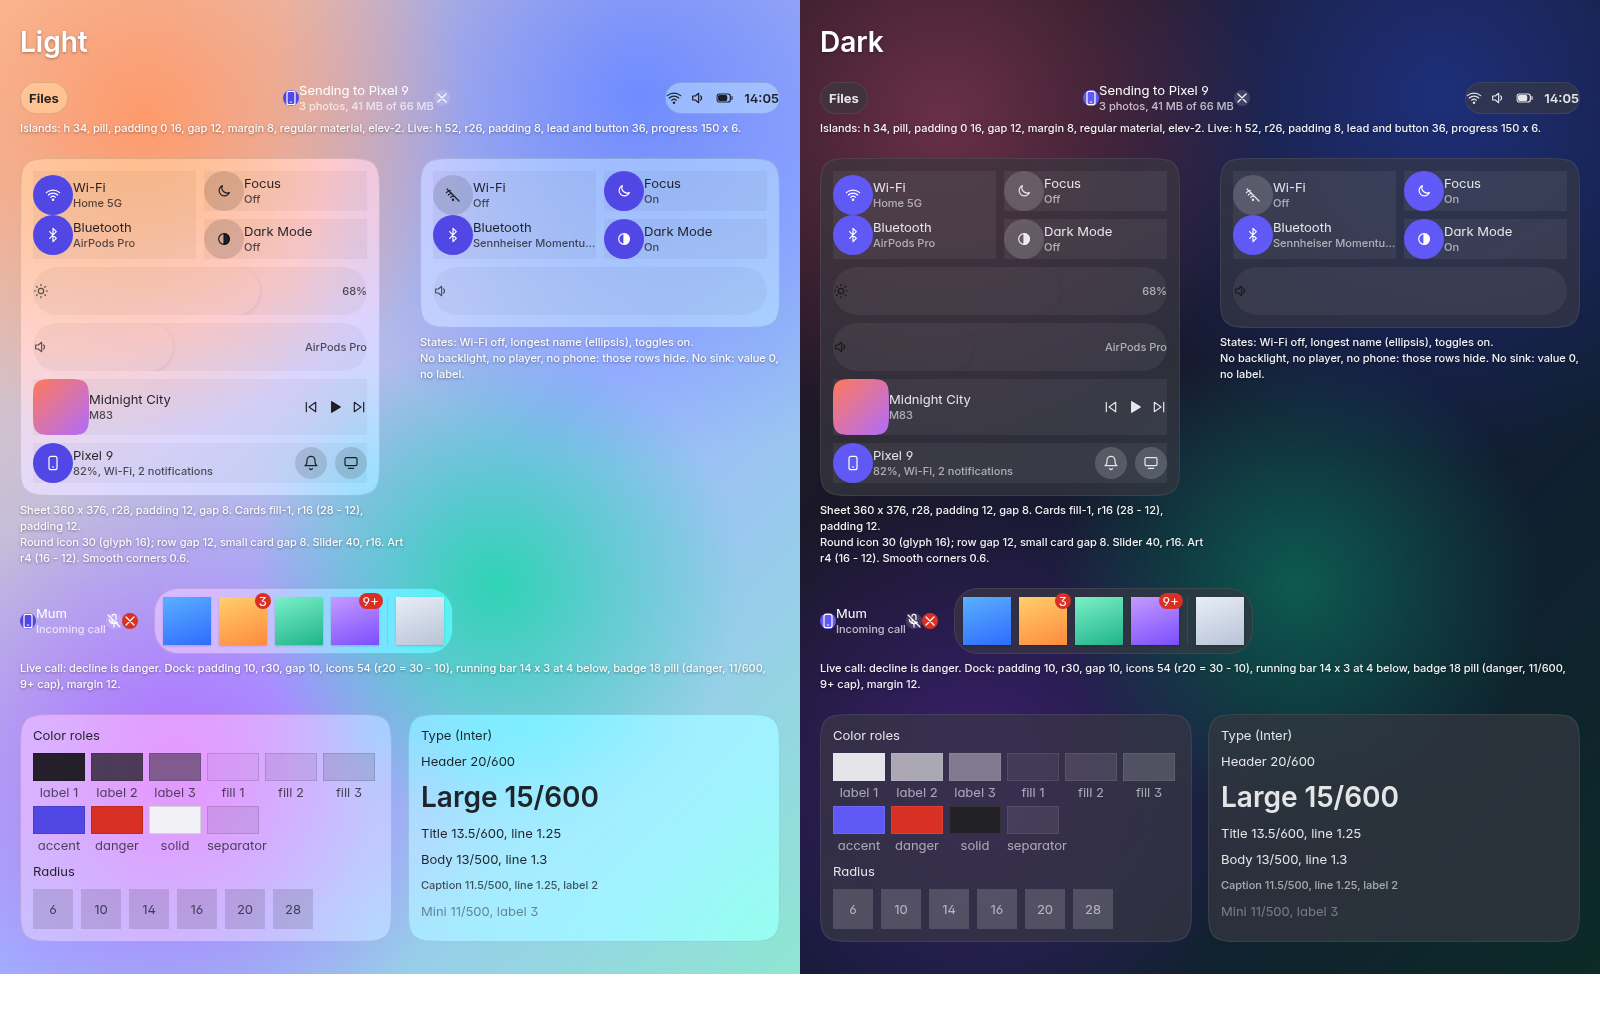 Light
Files
Sending to Pixel 9
3 photos, 41 MB of 66 MB
14:05
Islands: h 34, pill, padding 0 16, gap 12, margin 8, regular material, elev-2. Live: h 52, r26, padding 8, lead and button 36, progress 150 x 6.
Wi-Fi
Home 5G
Focus
Off
Bluetooth
AirPods Pro
Dark Mode
Off
68%
AirPods Pro
Midnight City
M83
Pixel 9
82%, Wi-Fi, 2 notifications
Wi-Fi
Off
Focus
On
Bluetooth
Sennheiser Momentu...
Dark Mode
On
States: Wi-Fi off, longest name (ellipsis), toggles on.
No backlight, no player, no phone: those rows hide. No sink: value 0,
no label.
Sheet 360 x 376, r28, padding 12, gap 8. Cards fill-1, r16 (28 - 12),
padding 12.
Round icon 30 (glyph 16); row gap 12, small card gap 8. Slider 40, r16. Art
r4 (16 - 12). Smooth corners 0.6.
Mum
Incoming call
3
9+
Live call: decline is danger. Dock: padding 10, r30, gap 10, icons 54 (r20 = 30 - 10), running bar 14 x 3 at 4 below, badge 18 pill (danger, 11/600,
9+ cap), margin 12.
Color roles
label 1 label 2 label 3 fill 1 fill 2 fill 3
accent danger solid separator
Radius
6 10 14 16 20 28
Type (Inter)
Header 20/600
Large 15/600
Title 13.5/600, line 1.25
Body 13/500, line 1.3
Caption 11.5/500, line 1.25, label 2
Mini 11/500, label 3
Dark
Files
Sending to Pixel 9
3 photos, 41 MB of 66 MB
14:05
Islands: h 34, pill, padding 0 16, gap 12, margin 8, regular material, elev-2. Live: h 52, r26, padding 8, lead and button 36, progress 150 x 6.
Wi-Fi
Home 5G
Focus
Off
Bluetooth
AirPods Pro
Dark Mode
Off
68%
AirPods Pro
Midnight City
M83
Pixel 9
82%, Wi-Fi, 2 notifications
Wi-Fi
Off
Focus
On
Bluetooth
Sennheiser Momentu...
Dark Mode
On
States: Wi-Fi off, longest name (ellipsis), toggles on.
No backlight, no player, no phone: those rows hide. No sink: value 0,
no label.
Sheet 360 x 376, r28, padding 12, gap 8. Cards fill-1, r16 (28 - 12),
padding 12.
Round icon 30 (glyph 16); row gap 12, small card gap 8. Slider 40, r16. Art
r4 (16 - 12). Smooth corners 0.6.
Mum
Incoming call
3
9+
Live call: decline is danger. Dock: padding 10, r30, gap 10, icons 54 (r20 = 30 - 10), running bar 14 x 3 at 4 below, badge 18 pill (danger, 11/600,
9+ cap), margin 12.
Color roles
label 1 label 2 label 3 fill 1 fill 2 fill 3
accent danger solid separator
Radius
6 10 14 16 20 28
Type (Inter)
Header 20/600
Large 15/600
Title 13.5/600, line 1.25
Body 13/500, line 1.3
Caption 11.5/500, line 1.25, label 2
Mini 11/500, label 3